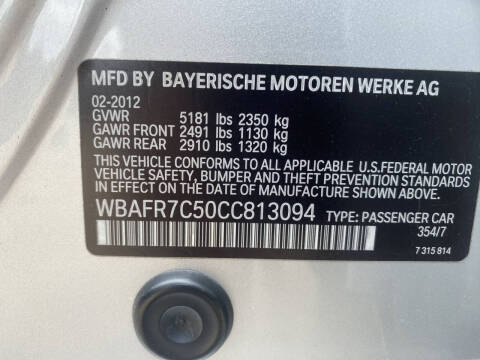 MFD BY BAYERISCHE MOTOREN WERKE AG
02-2012
GVWR 5181 lbs 2350 kg
GAWR FRONT 2491 lbs 1130 kg
GAWR REAR 2910 lbs 1320 kg
THIS VEHICLE CONFORMS TO ALL APPLICABLE U.S.FEDERAL MOTOR
VEHICLE SAFETY, BUMPER AND THEFT PREVENTION STANDARDS
IN EFFECT ON THE DATE OF MANUFACTURE SHOWN ABOVE.
WBAFR7C50CC813094 TYPE: PASSENGER CAR
354/7
7 315 814